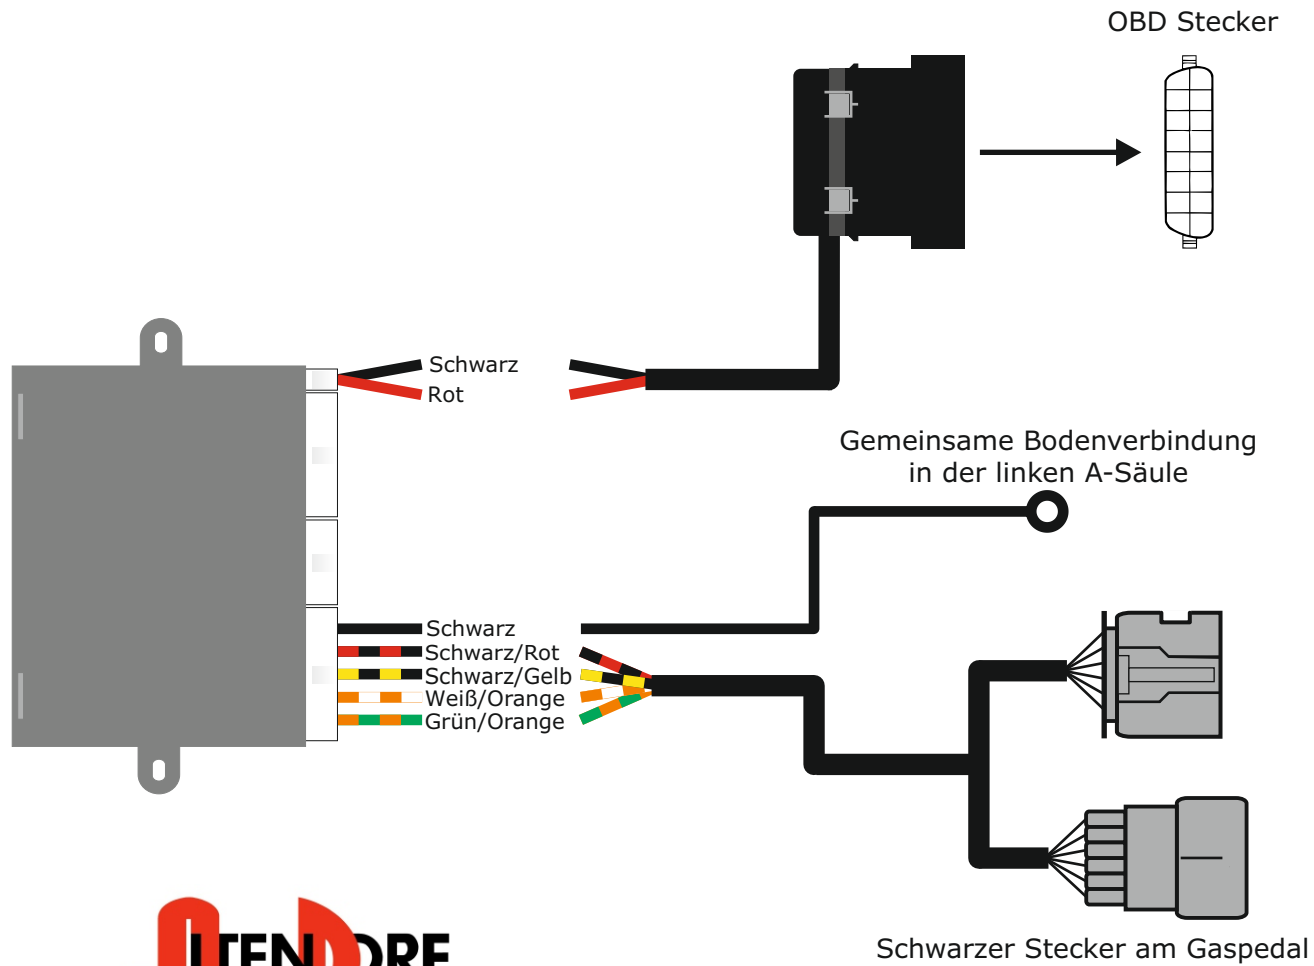 OBD Stecker
Schwarz
Rot
Gemeinsame Bodenverbindung
in der linken A-Säule
Schwarz
Schwarz/Rot
Schwarz/Gelb
Weiß/Orange
Grün/Orange
Schwarzer Stecker am Gaspedal